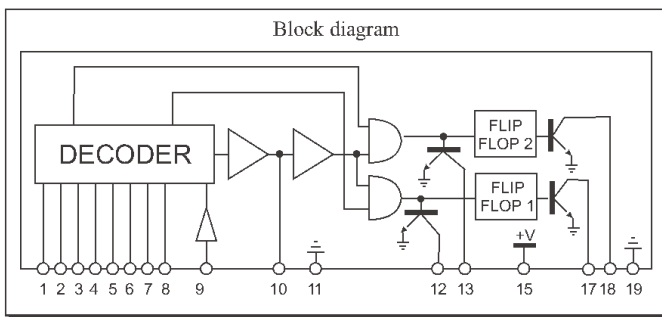 Block diagram
DECODER
FLIP
FLOP 2
FLIP
FLOP 1
+V
1 2 3 4 5 6 7 8 9 10 11 12 13 15 17 18 19